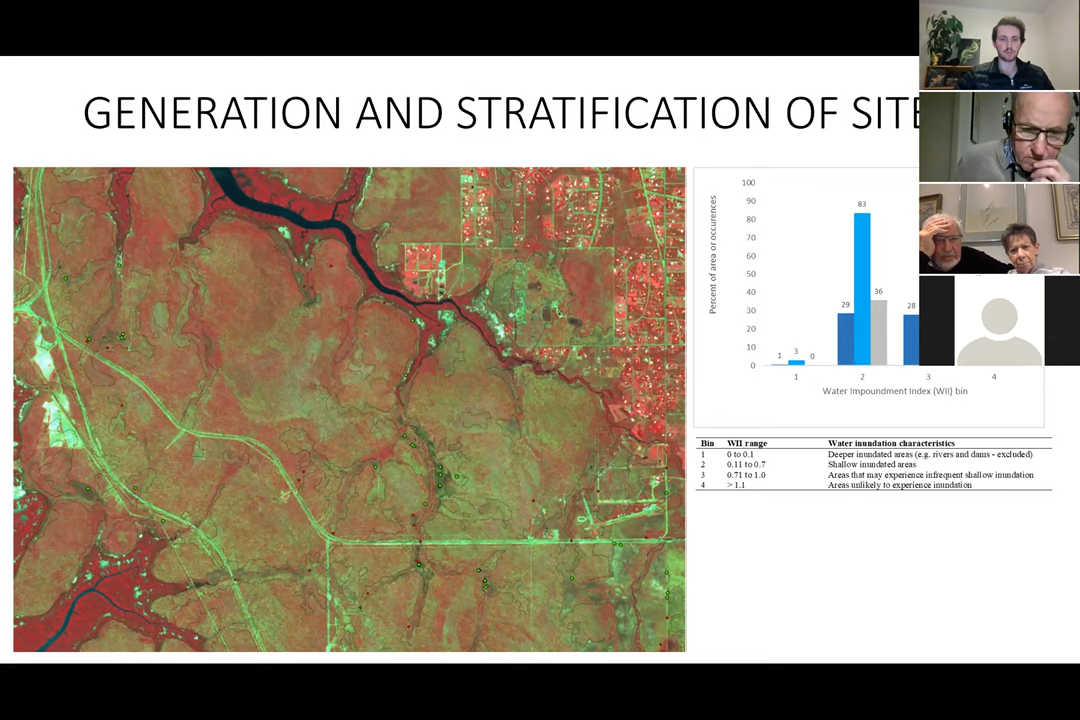 GENERATION AND STRATIFICATION OF SITE
100
90
80
70
60
50
40
30
20
10
0
Percent of area or occurences
1
3
0
29
83
36
28
1
2
3
4
Water Impoundment Index (WII) bin
Bin WII range Water inundation characteristics
1 0 to 0.1 Deeper inundated areas (e.g. rivers and dams - excluded)
2 0.11 to 0.7 Shallow inundated areas
3 0.71 to 1.0 Areas that may experience infrequent shallow inundation
4 > 1.1 Areas unlikely to experience inundation